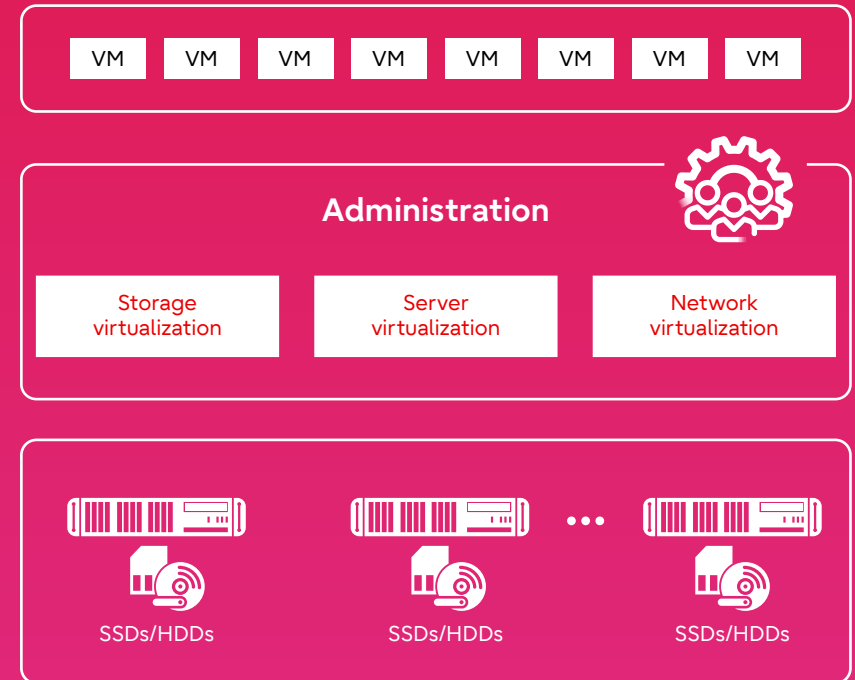 VM VM VM VM VM VM VM VM
Administration
Storage
virtualization
Server
virtualization
Network
virtualization
SSDs/HDDs SSDs/HDDs SSDs/HDDs